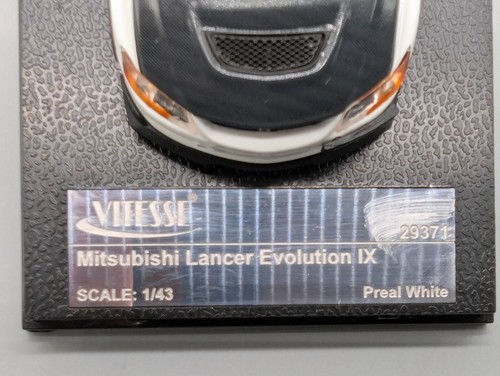 VITESSE®
29371
Mitsubishi Lancer Evolution IX
SCALE: 1/43
Preal White